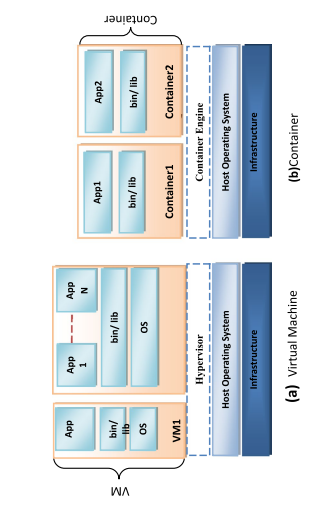 VM
App
bin/ lib
OS
VM1
App
1
App
N
bin/ lib
OS
Hypervisor
Host Operating System
Infrastructure
(a) Virtual Machine
Container
App1
bin/ lib
Container1
App2
bin/ lib
Container2
Container Engine
Host Operating System
Infrastructure
(b)Container